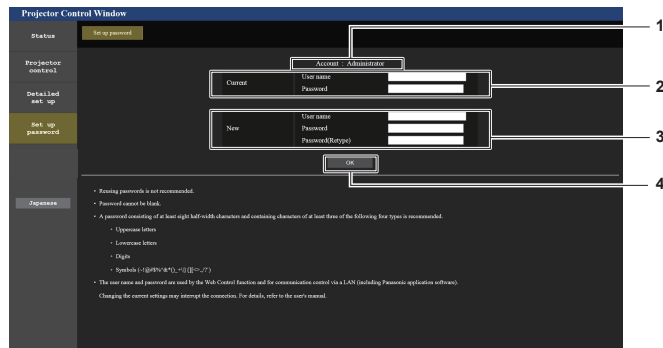 Projector Control Window
Status
Set up password
1
Projector
control
Account : Administrator
Current
User name
Password
2
Detailed
set up
Set up
password
New
User name
Password
Password(Retype)
3
OK
4
Japanese
• Reusing passwords is not recommended.
• Password cannot be blank.
• A password consisting of at least eight half-width characters and containing characters of at least three of the following four types is recommended.
• Uppercase letters
• Lowercase letters
• Digits
• Symbols
• The user name and password are used by the Web Control function and for communication control via a LAN (including Panasonic application software).
Changing the current settings may interrupt the connection. For details, refer to the user's manual.